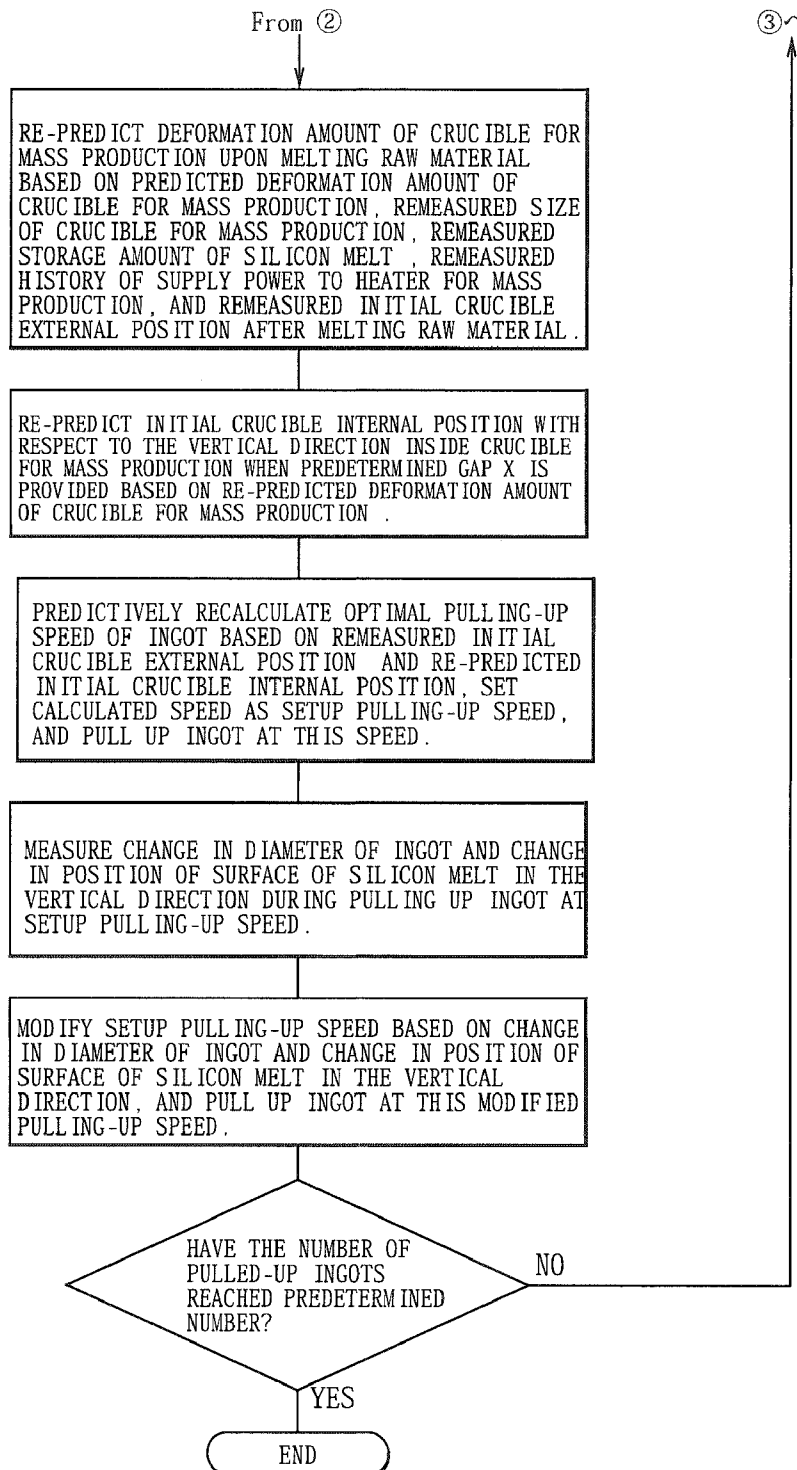 From ②
③
RE-PREDICT DEFORMATION AMOUNT OF CRUCIBLE FOR
MASS PRODUCTION UPON MELTING RAW MATERIAL
BASED ON PREDICTED DEFORMATION AMOUNT OF
CRUCIBLE FOR MASS PRODUCTION, REMEASURED SIZE
OF CRUCIBLE FOR MASS PRODUCTION, REMEASURED
STORAGE AMOUNT OF SILICON MELT , REMEASURED
HISTORY OF SUPPLY POWER TO HEATER FOR MASS
PRODUCTION, AND REMEASURED INITIAL CRUCIBLE
EXTERNAL POSITION AFTER MELTING RAW MATERIAL.
RE-PREDICT INITIAL CRUCIBLE INTERNAL POSITION WITH
RESPECT TO THE VERTICAL DIRECTION INSIDE CRUCIBLE
FOR MASS PRODUCTION WHEN PREDETERMINED GAP X IS
PROVIDED BASED ON RE-PREDICTED DEFORMATION AMOUNT
OF CRUCIBLE FOR MASS PRODUCTION .
PREDICTIVELY RECALCULATE OPTIMAL PULLING-UP
SPEED OF INGOT BASED ON REMEASURED INITIAL
CRUCIBLE EXTERNAL POSITION AND RE-PREDICTED
INITIAL CRUCIBLE INTERNAL POSITION, SET
CALCULATED SPEED AS SETUP PULLING-UP SPEED,
AND PULL UP INGOT AT THIS SPEED.
MEASURE CHANGE IN DIAMETER OF INGOT AND CHANGE
IN POSITION OF SURFACE OF SILICON MELT IN THE
VERTICAL DIRECTION DURING PULLING UP INGOT AT
SETUP PULLING-UP SPEED.
MODIFY SETUP PULLING-UP SPEED BASED ON CHANGE
IN DIAMETER OF INGOT AND CHANGE IN POSITION OF
SURFACE OF SILICON MELT IN THE VERTICAL
DIRECTION, AND PULL UP INGOT AT THIS MODIFIED
PULLING-UP SPEED.
HAVE THE NUMBER OF
PULLED-UP INGOTS
REACHED PREDETERMINED
NUMBER?
NO
YES
END